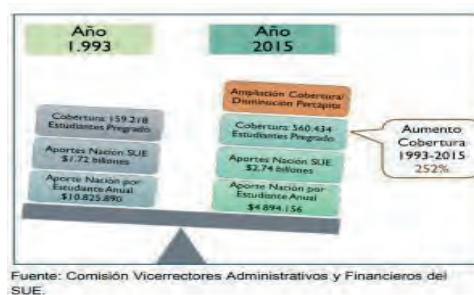 Año
1.993
Año
2015
Cobertura: 159.218
Estudiantes Pregrado
Aportes Nación SUE
$1,72 billones
Aporte Nación por
Estudiante Anual
$10.825.890
Ampliación Cobertura/
Disminución Percápita
Cobertura: 560.434
Estudiantes Pregrado
Aportes Nación SUE
$2,74 billones
Aporte Nación por
Estudiante Anual
$4.894.156
Aumento
Cobertura
1993-2015
252%
Fuente: Comisión Vicerrectores Administrativos y Financieros del
SUE.